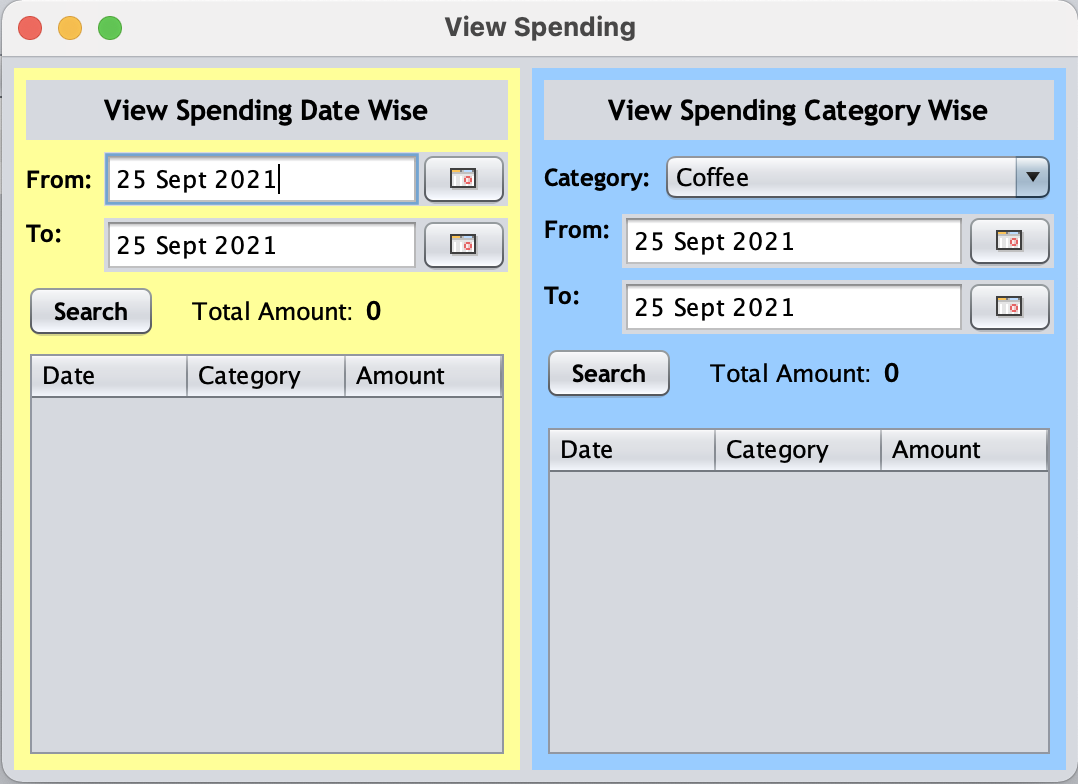 View Spending
View Spending Date Wise
From: 25 Sept 2021
To: 25 Sept 2021
Search Total Amount: 0
Date Category Amount
View Spending Category Wise
Category: Coffee
From: 25 Sept 2021
To: 25 Sept 2021
Search Total Amount: 0
Date Category Amount